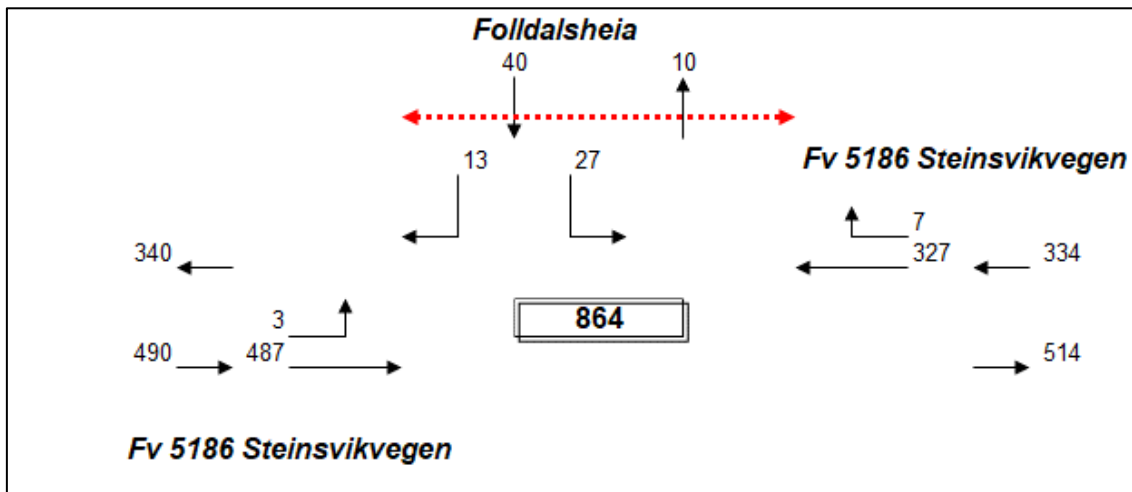 Folldalsheia
40 10
13 27
Fv 5186 Steinsvikvegen
7
340 327 334
3 864
490 487 514
Fv 5186 Steinsvikvegen